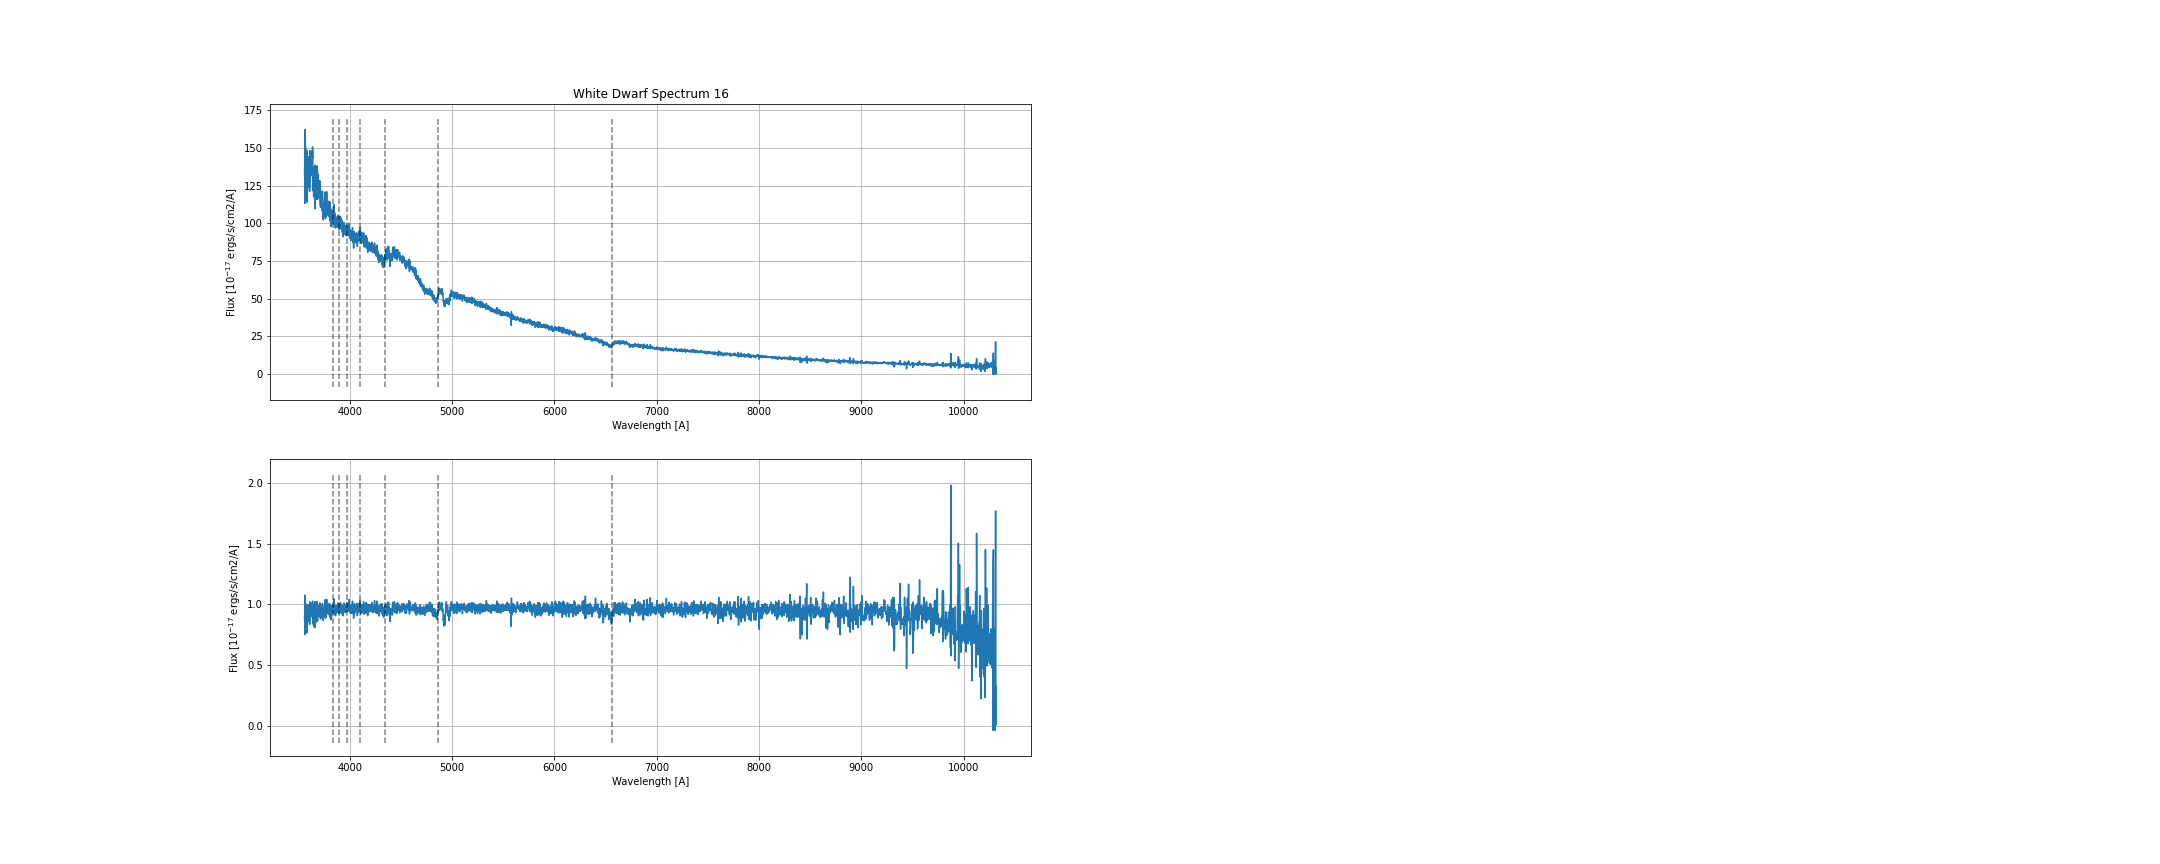 White Dwarf Spectrum 16
175
150
125
100
75
50
25
0
Flux [10⁻¹⁷ ergs/s/cm2/A]
4000 5000 6000 7000 8000 9000 10000
Wavelength [A]
2.0
1.5
1.0
0.5
0.0
Flux [10⁻¹⁷ ergs/s/cm2/A]
4000 5000 6000 7000 8000 9000 10000
Wavelength [A]